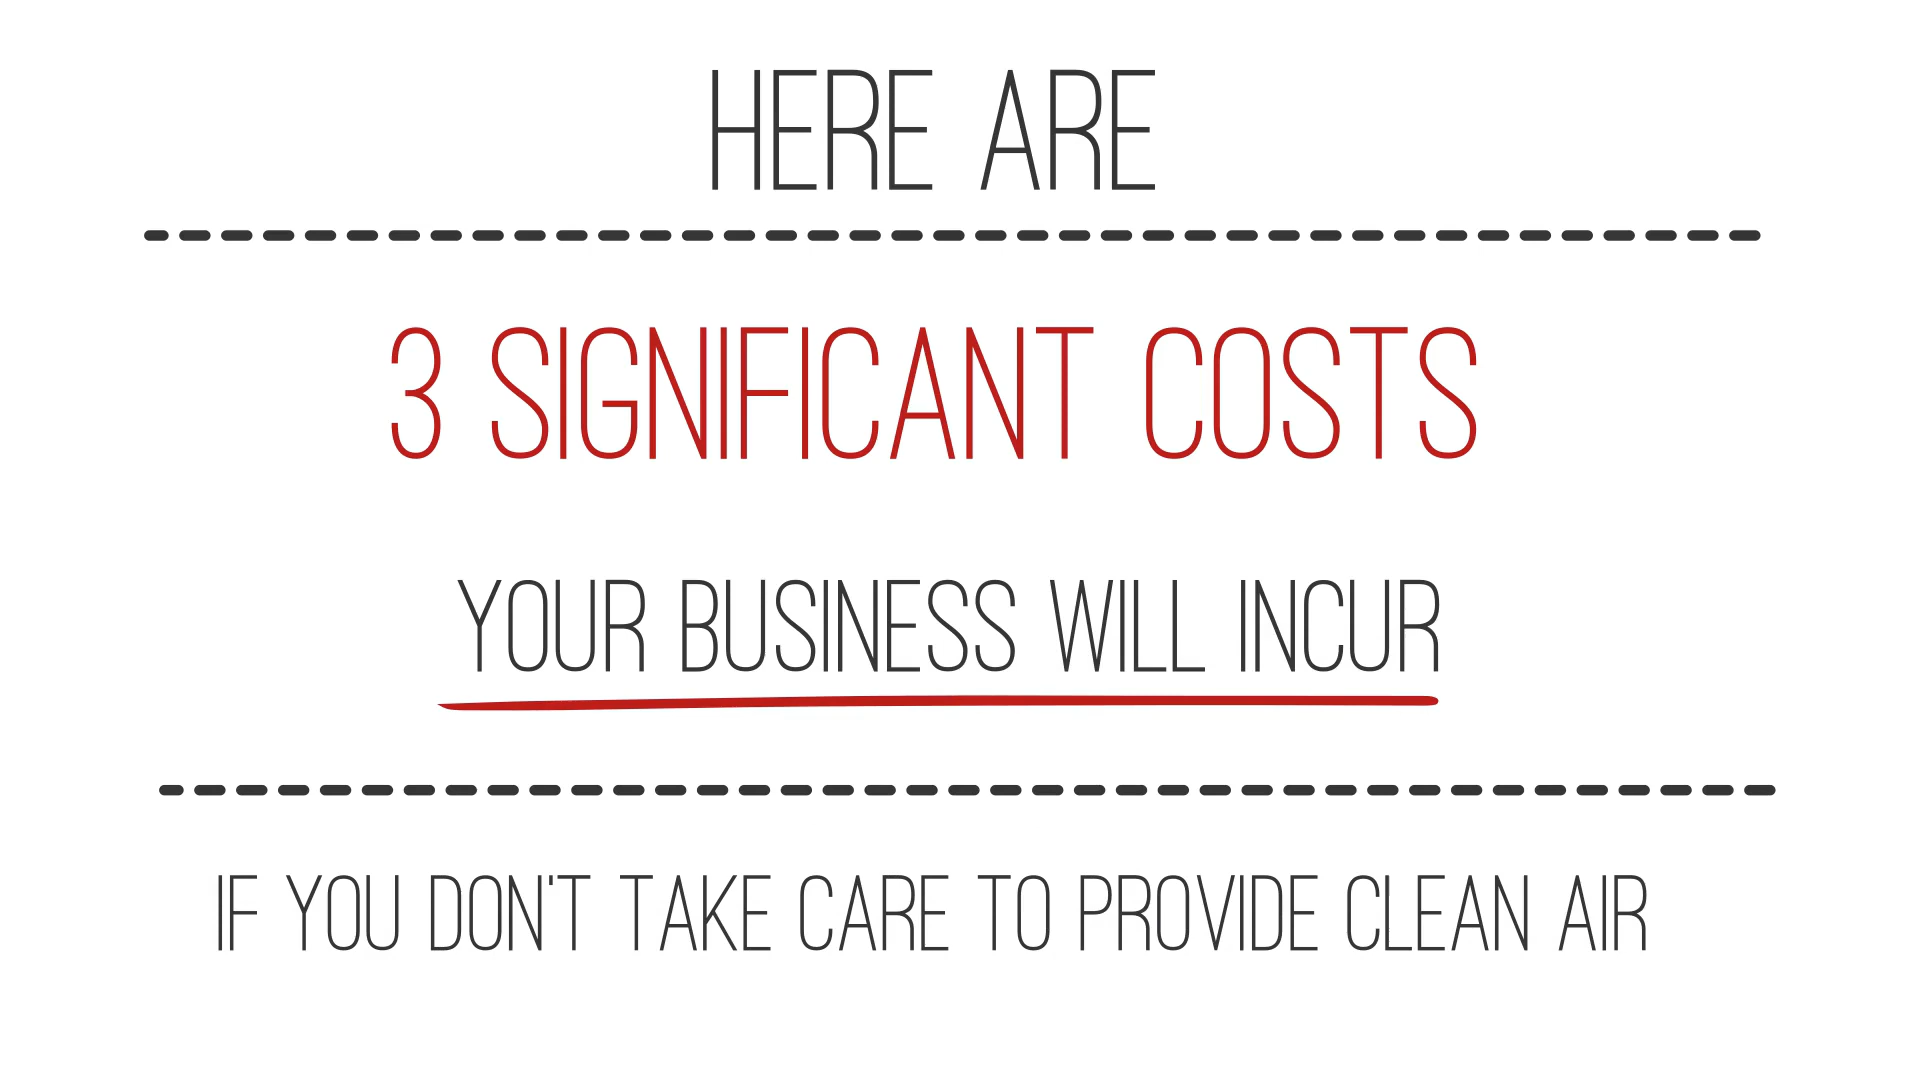 HERE ARE
3 SIGNIFICANT COSTS
YOUR BUSINESS WILL INCUR
IF YOU DON'T TAKE CARE TO PROVIDE CLEAN AIR